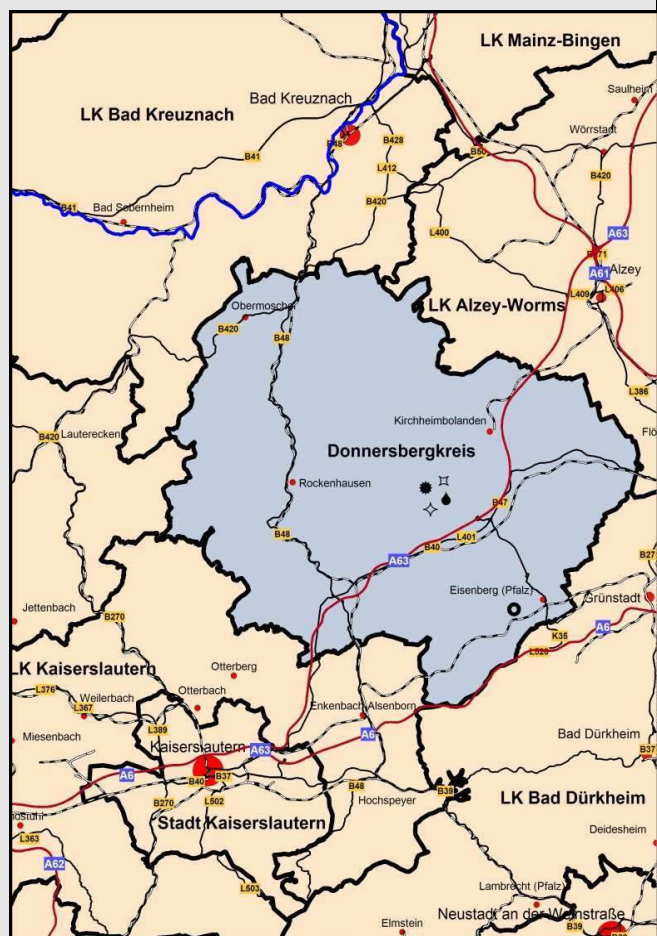 LK Mainz-Bingen
Saulheim
Bad Kreuznach
LK Bad Kreuznach
B48
B428
Wörrstadt
B50
B41
L412
B420
B420
B41
Bad Sobernheim
L400
A63
A61
Alzey
L409
L406
LK Alzey-Worms
Obermoschel
B420
B48
L386
Kirchheimbolanden
B420
Lauterecken
Donnersbergkreis
Rockenhausen
B47
B48
L401
B40
A63
B271
Eisenberg (Pfalz)
Grünstadt
Jettenbach
B270
A6
K35
L520
LK Kaiserslautern
Otterberg
L376
Weilerbach
L367
Otterbach
Enkenbach-Alsenborn
L389
Miesenbach
Kaiserslautern
A63
A6
Bad Dürkheim
B37
A6
B40
B37
B48
B39
B270
L502
Hochspeyer
LK Bad Dürkheim
Stadt Kaiserslautern
L363
Deidesheim
A62
L503
Lambrecht (Pfalz)
Neustadt an der Weinstraße
Elmstein
B39